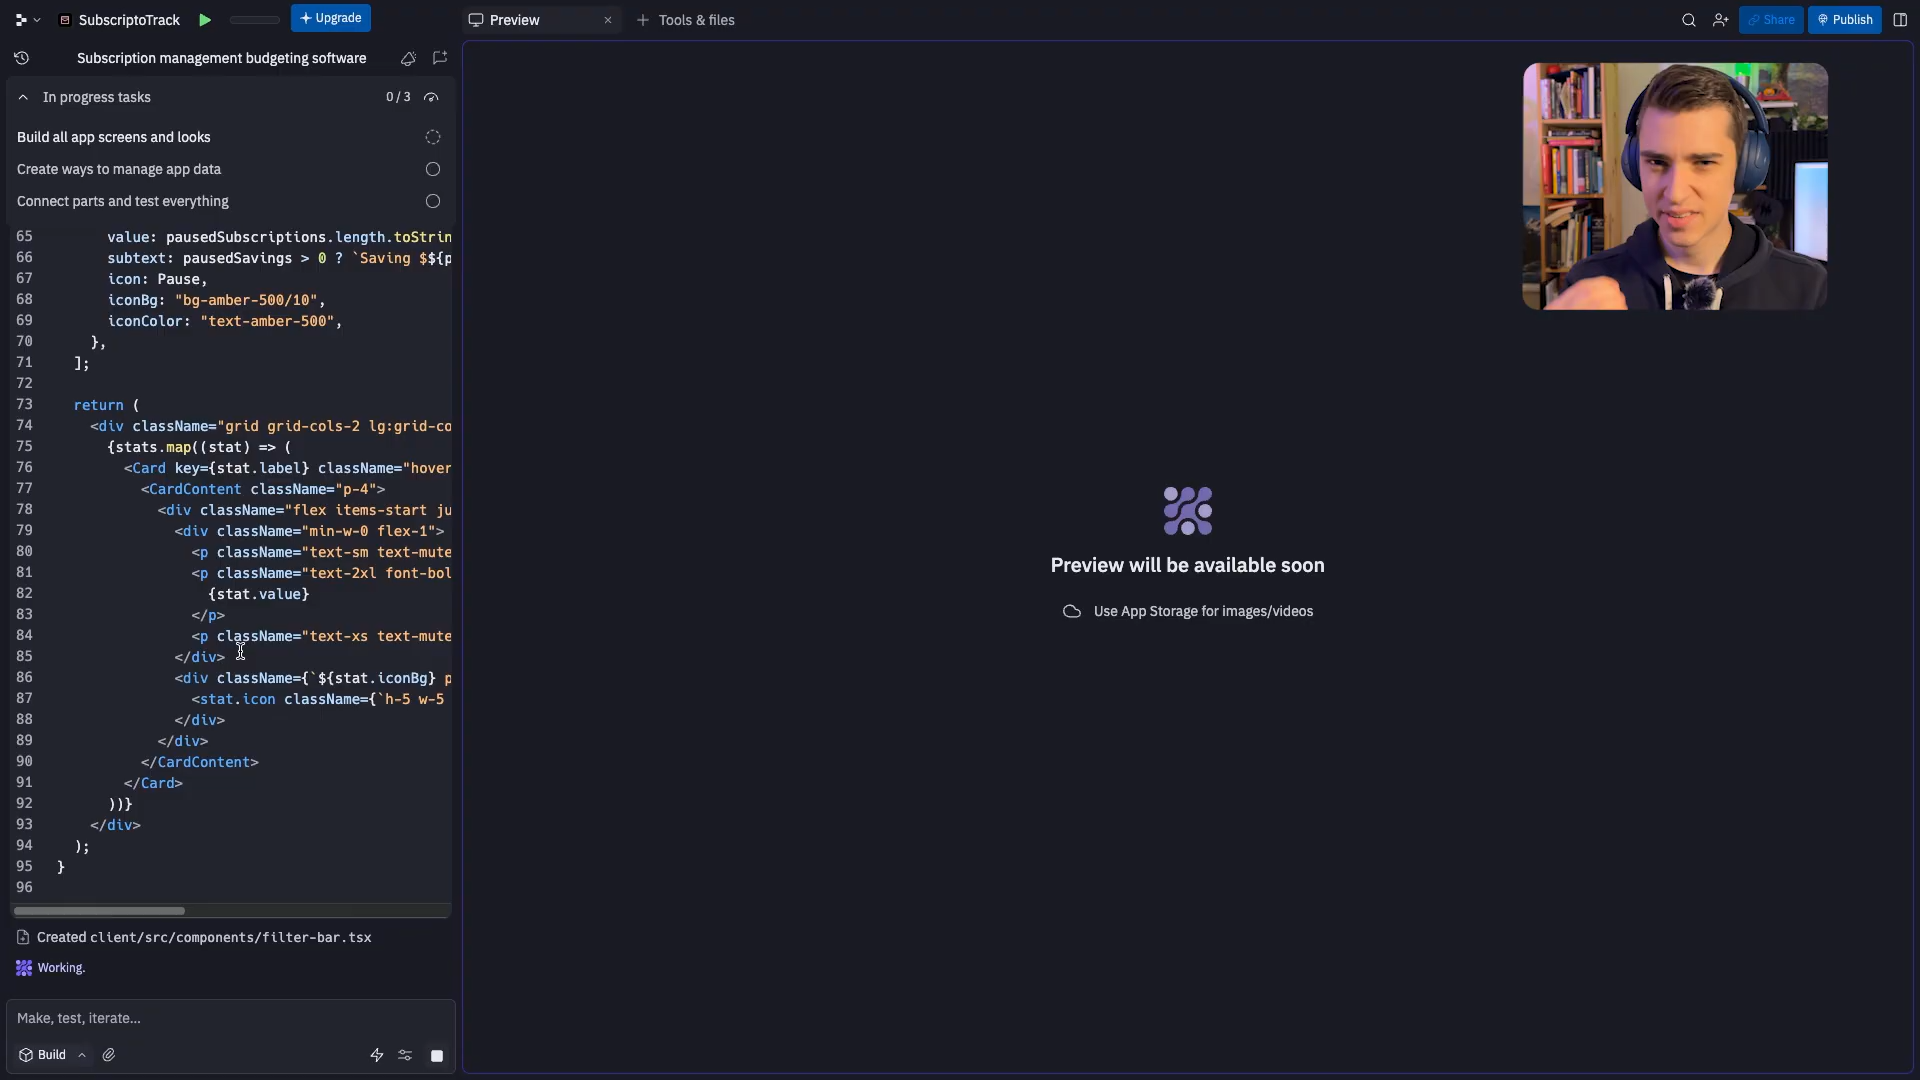 SubscriptoTrack
Upgrade
Preview
Tools & files
Share
Publish
Subscription management budgeting software
In progress tasks
0 / 3
Build all app screens and looks
Create ways to manage app data
Connect parts and test everything
65 value: pausedSubscriptions.length.toStrin
66 subtext: pausedSavings > 0 ? `Saving $${p
67 icon: Pause,
68 iconBg: "bg-amber-500/10",
69 iconColor: "text-amber-500",
70 },
71 ];
72
73 return (
74 <div className="grid grid-cols-2 lg:grid-co
75 {stats.map((stat) => (
76 <Card key={stat.label} className="hover
77 <CardContent className="p-4">
78 <div className="flex items-start ju
79 <div className="min-w-0 flex-1">
80 <p className="text-sm text-mute
81 <p className="text-2xl font-bol
82 {stat.value}
83 </p>
84 <p className="text-xs text-mute
85 </div>
86 <div className={`${stat.iconBg} p
87 <stat.icon className={`h-5 w-5
88 </div>
89 </div>
90 </CardContent>
91 </Card>
92 ))}
93 </div>
94 );
95 }
96
Created client/src/components/filter-bar.tsx
Working.
Make, test, iterate...
Build
Preview will be available soon
Use App Storage for images/videos